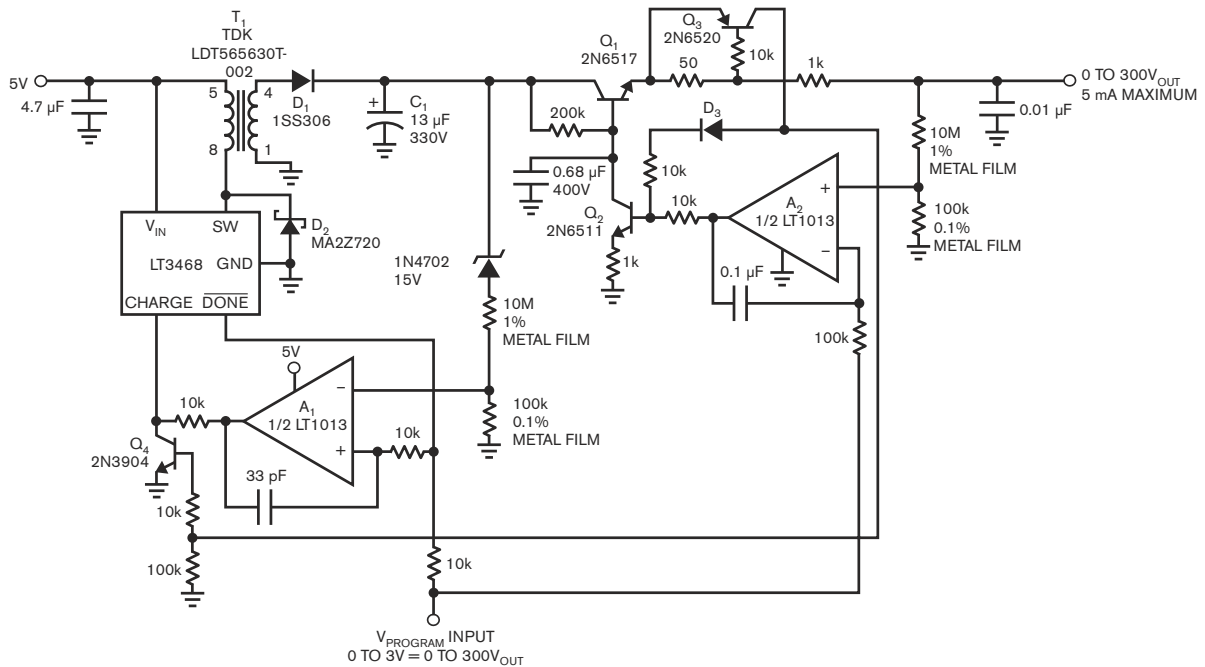 T1
TDK
LDT565630T-
002
5V
4.7 µF
5
4
8
1
D1
1SS306
+
C1
13 µF
330V
Q1
2N6517
Q3
2N6520
50
10k
1k
0 TO 300VOUT
5 mA MAXIMUM
0.01 µF
200k
D3
10M
1%
METAL FILM
0.68 µF
400V
10k
10k
Q2
2N6511
1k
A2
1/2 LT1013
+
−
100k
0.1%
METAL FILM
0.1 µF
100k
VIN
SW
LT3468
GND
CHARGE
DONE
D2
MA2Z720
1N4702
15V
10M
1%
METAL FILM
5V
10k
A1
1/2 LT1013
−
+
100k
0.1%
METAL FILM
10k
Q4
2N3904
33 pF
10k
100k
10k
VPROGRAM INPUT
0 TO 3V = 0 TO 300VOUT